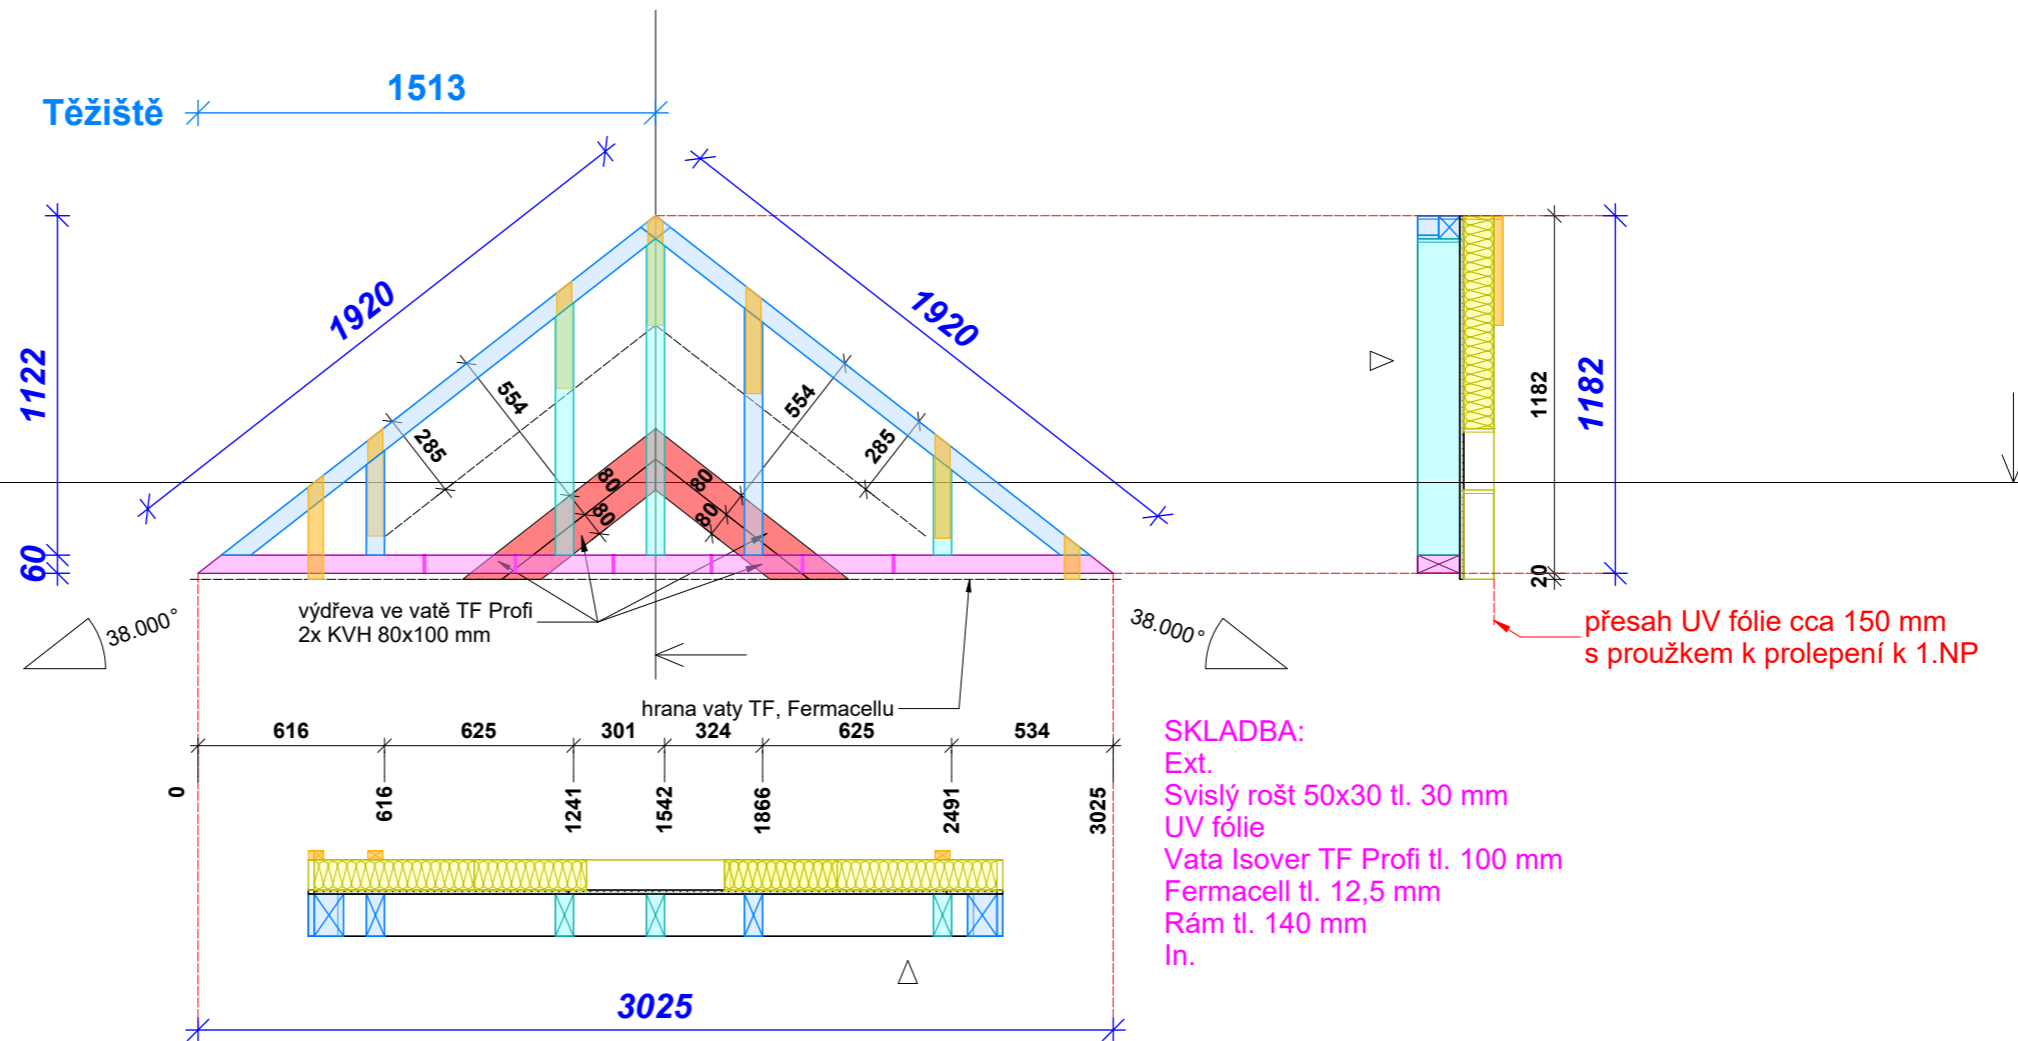 Těžiště
1513
1920
1920
1122
60
554
285
554
285
80
80
80
80
1182
1182
20
38.000°
38.000°
výdřeva ve vatě TF Profi
2x KVH 80x100 mm
hrana vaty TF, Fermacellu
přesah UV fólie cca 150 mm
s proužkem k prolepení k 1.NP
616
625
301
324
625
534
0
616
1241
1542
1866
2491
3025
3025
SKLADBA:
Ext.
Svislý rošt 50x30 tl. 30 mm
UV fólie
Vata Isover TF Profi tl. 100 mm
Fermacell tl. 12,5 mm
Rám tl. 140 mm
In.